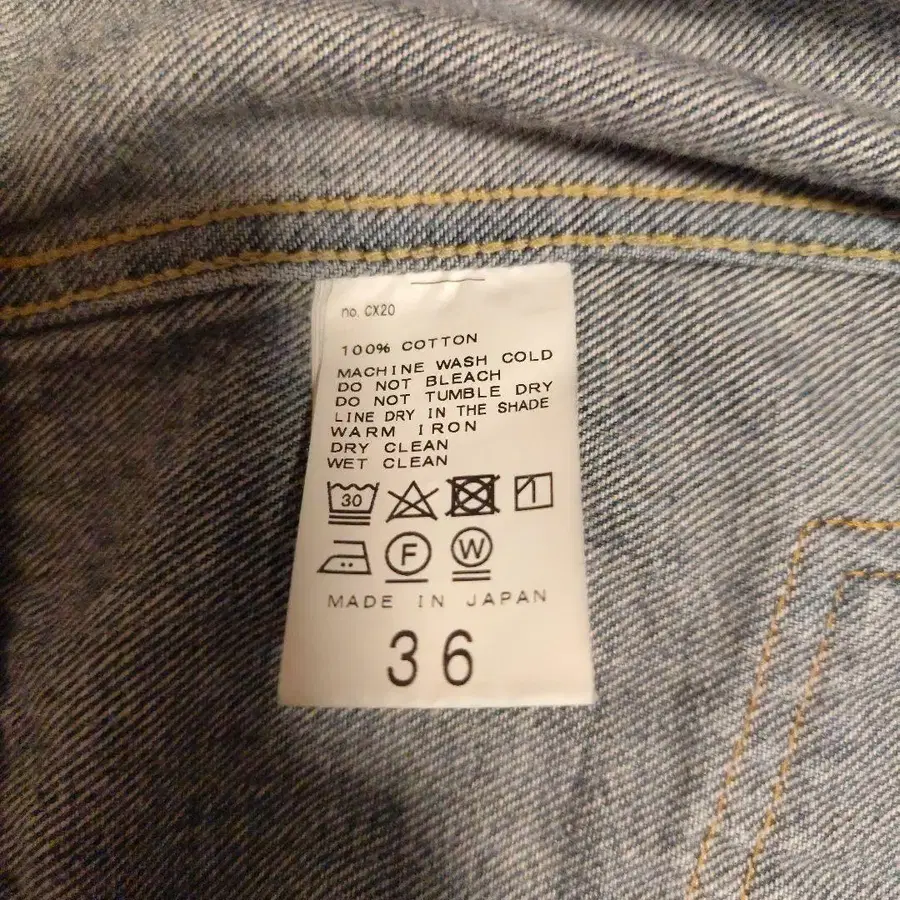 no. CX20
100% COTTON
MACHINE WASH COLD
DO NOT BLEACH
DO NOT TUMBLE DRY
LINE DRY IN THE SHADE
WARM IRON
DRY CLEAN
WET CLEAN
30
F W
MADE IN JAPAN
36